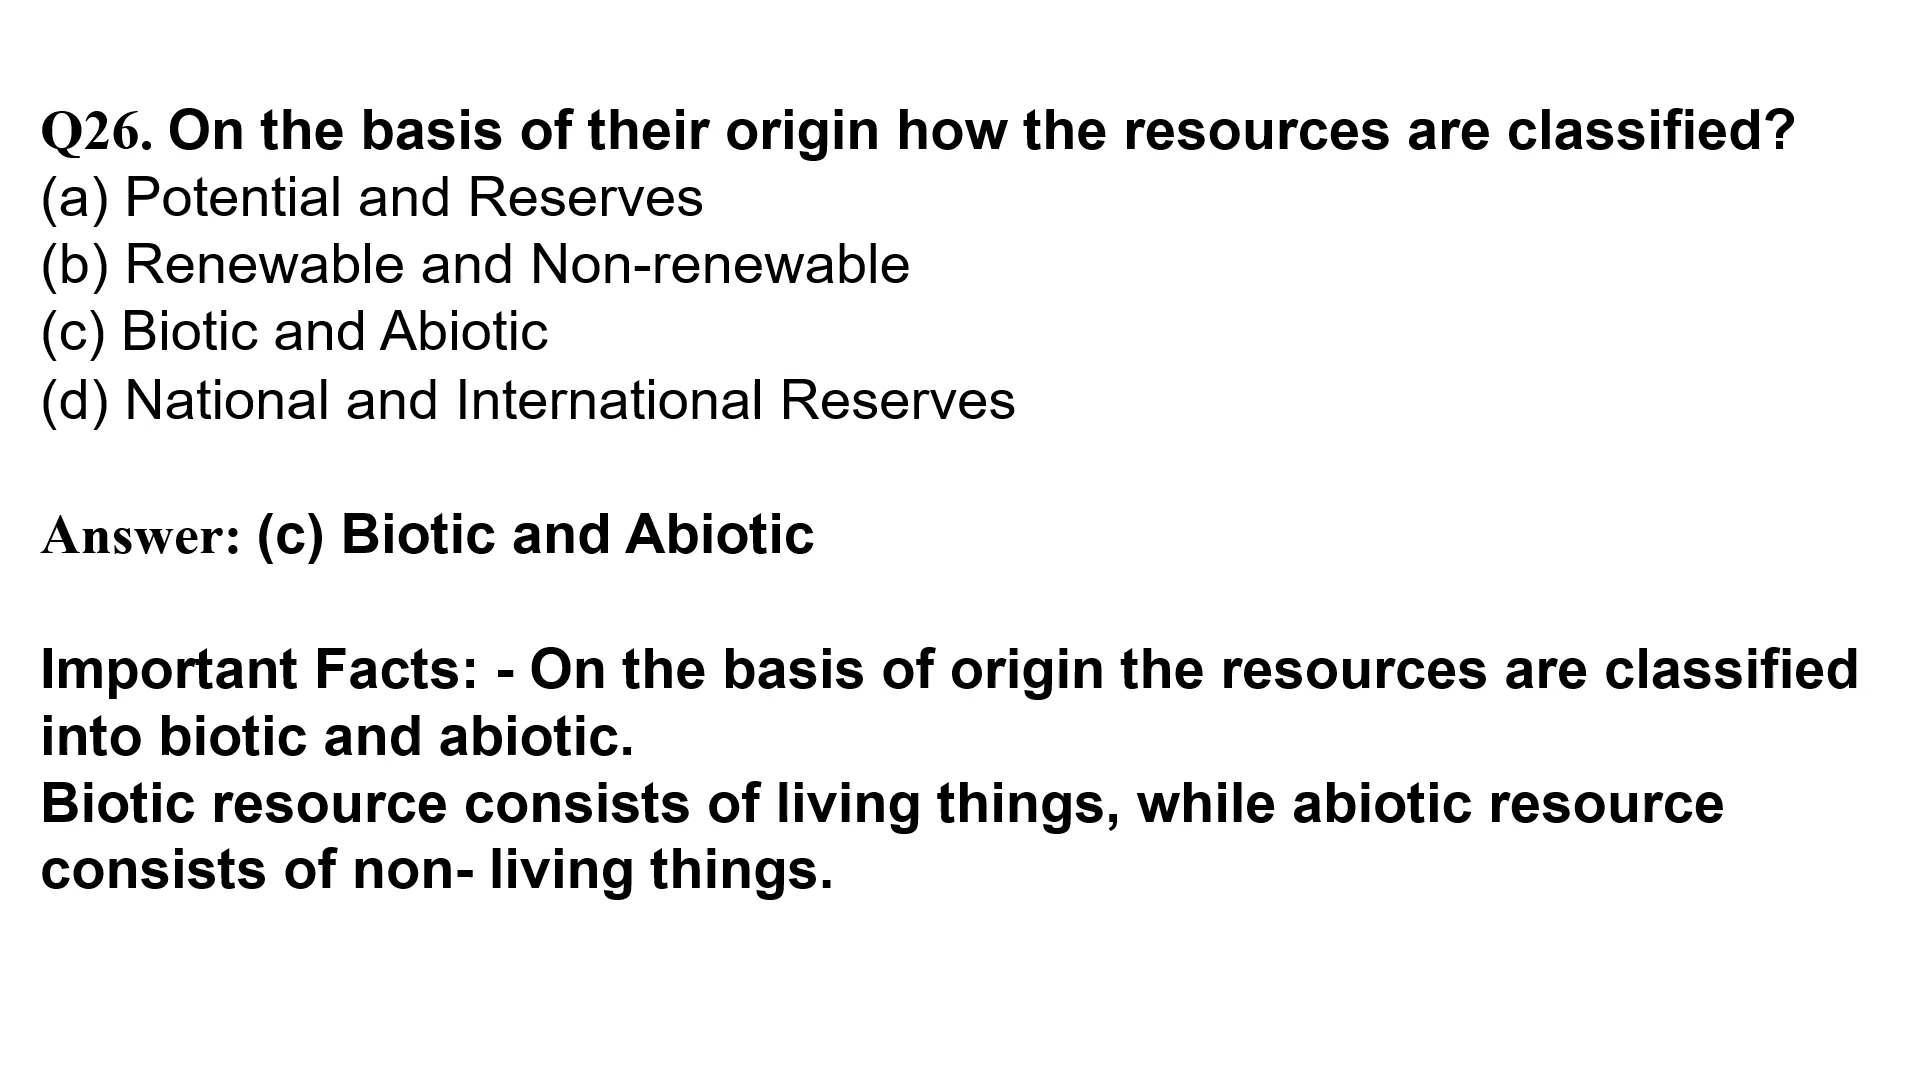 Q26. On the basis of their origin how the resources are classified?
(a) Potential and Reserves
(b) Renewable and Non-renewable
(c) Biotic and Abiotic
(d) National and International Reserves
Answer: (c) Biotic and Abiotic
Important Facts: - On the basis of origin the resources are classified
into biotic and abiotic.
Biotic resource consists of living things, while abiotic resource
consists of non- living things.